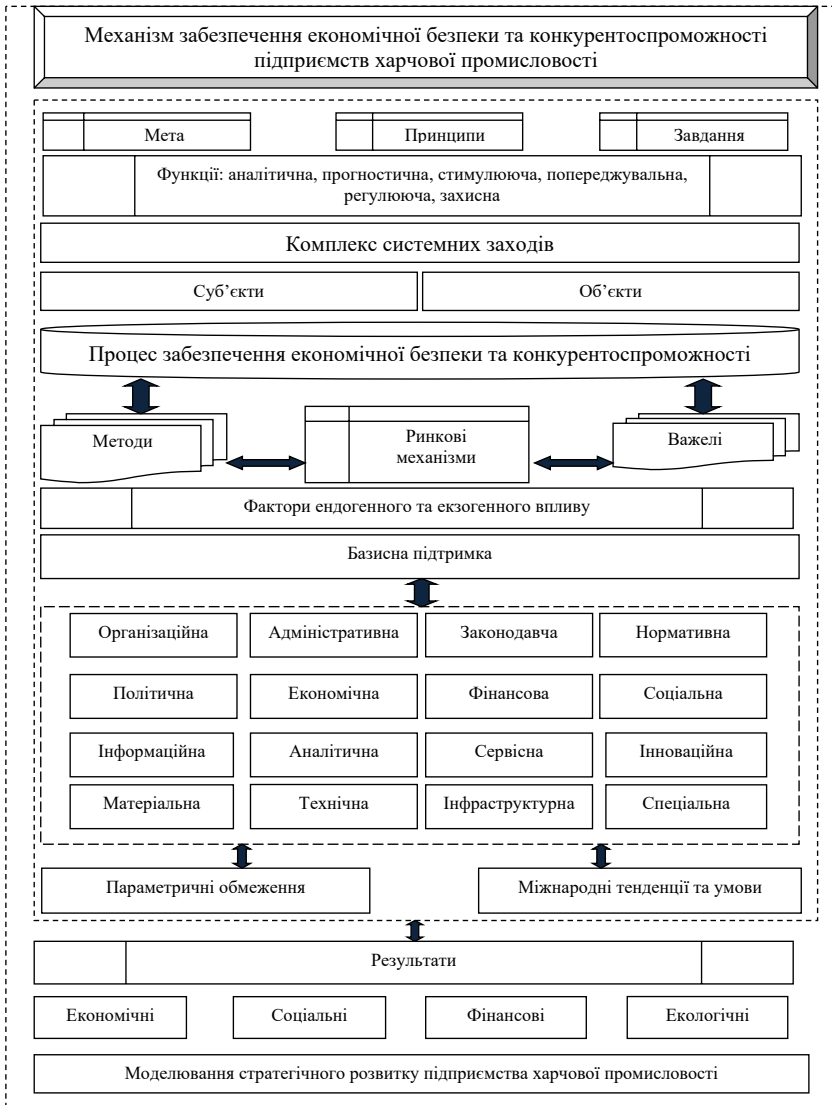 Механізм забезпечення економічної безпеки та конкурентоспроможності
підприємств харчової промисловості
Мета
Принципи
Завдання
Функції: аналітична, прогностична, стимулююча, попереджувальна,
регулююча, захисна
Комплекс системних заходів
Суб’єкти
Об’єкти
Процес забезпечення економічної безпеки та конкурентоспроможності
Методи
Ринкові
механізми
Важелі
Фактори ендогенного та екзогенного впливу
Базисна підтримка
Організаційна
Адміністративна
Законодавча
Нормативна
Політична
Економічна
Фінансова
Соціальна
Інформаційна
Аналітична
Сервісна
Інноваційна
Матеріальна
Технічна
Інфраструктурна
Спеціальна
Параметричні обмеження
Міжнародні тенденції та умови
Результати
Економічні
Соціальні
Фінансові
Екологічні
Моделювання стратегічного розвитку підприємства харчової промисловості